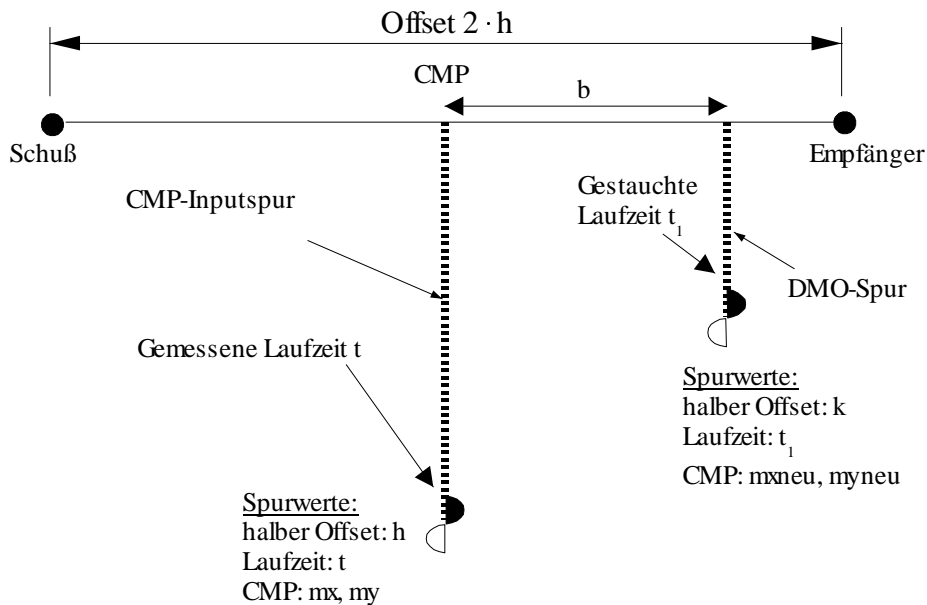 Offset 2 · h
CMP
b
Schuß
Empfänger
CMP-Inputspur
Gestauchte
Laufzeit t₁
DMO-Spur
Gemessene Laufzeit t
Spurwerte:
halber Offset: k
Laufzeit: t₁
CMP: mxneu, myneu
Spurwerte:
halber Offset: h
Laufzeit: t
CMP: mx, my